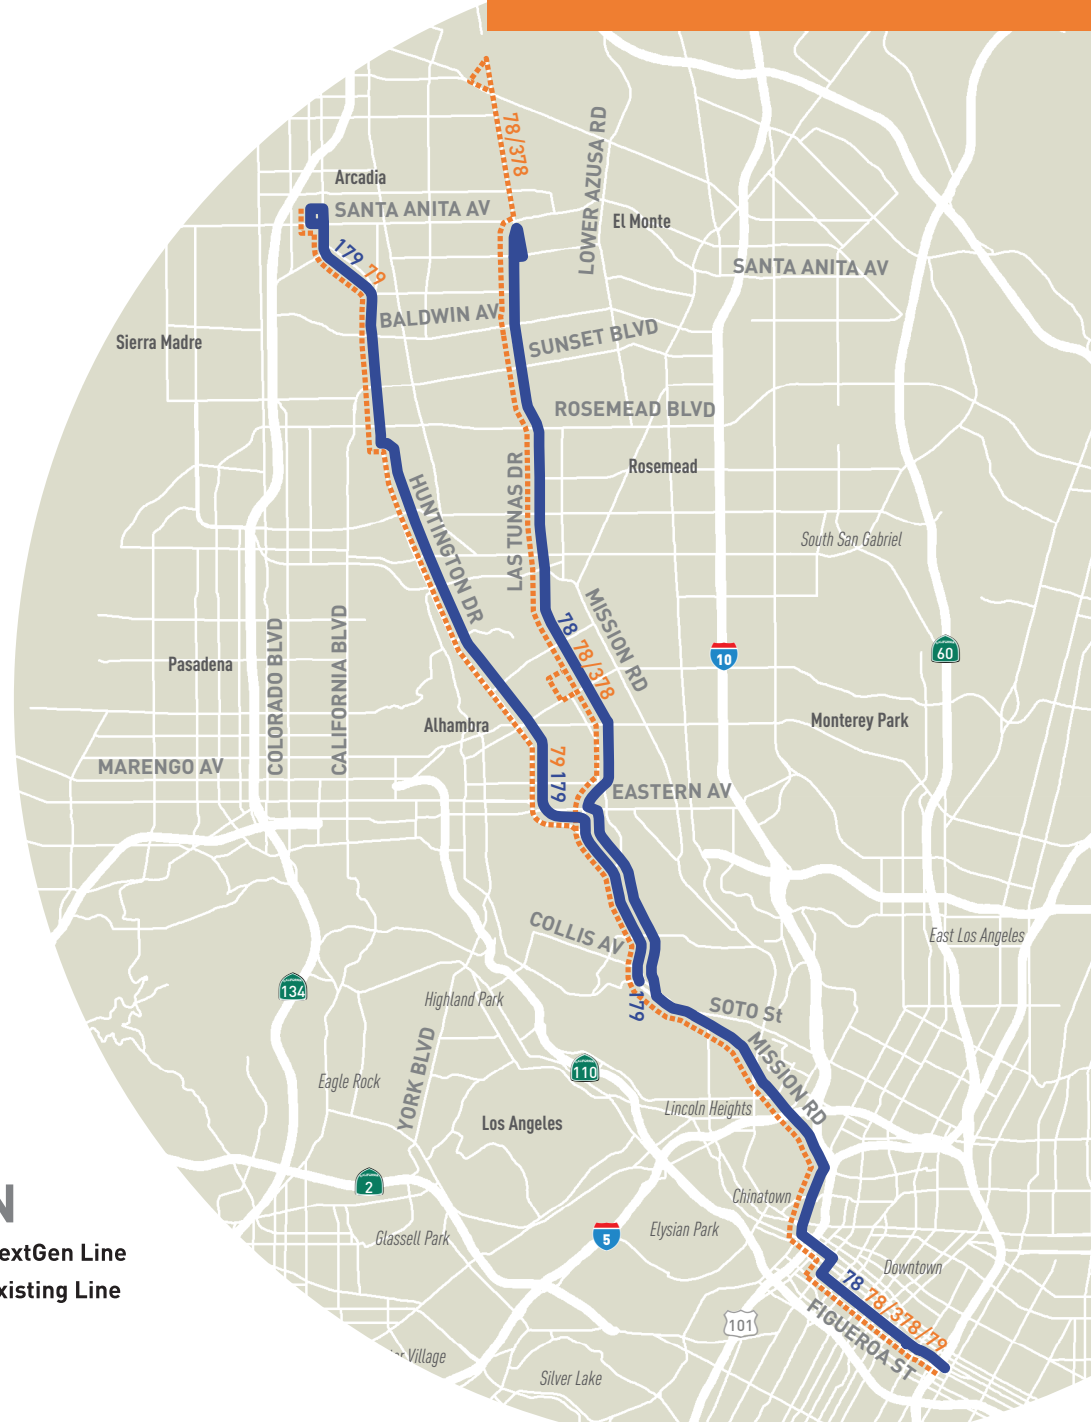 78/378
LOWER AZUSA RD
Arcadia
SANTA ANITA AV
El Monte
179 79
SANTA ANITA AV
BALDWIN AV
SUNSET BLVD
Sierra Madre
ROSEMEAD BLVD
Rosemead
LAS TUNAS DR
HUNTINGTON DR
South San Gabriel
MISSION RD
78 78/378
COLORADO BLVD
CALIFORNIA BLVD
10
60
Pasadena
Alhambra
Monterey Park
MARENGO AV
79 179
EASTERN AV
COLLIS AV
East Los Angeles
134
Highland Park
179
SOTO St
MISSION RD
110
Eagle Rock
YORK BLVD
Los Angeles
Lincoln Heights
2
Chinatown
Elysian Park
5
Glassell Park
N
extGen Line
xisting Line
Downtown
78 78/378/79
FIGUEROA ST
101
Village
Silver Lake